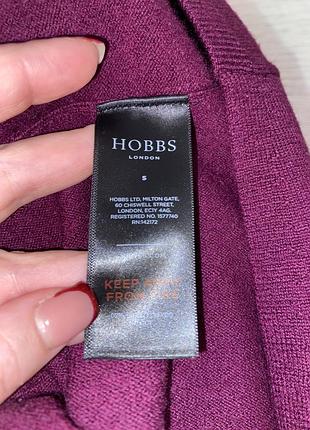 HOBBS
LONDON
S
HOBBS LTD, MILTON GATE,
60 CHISWELL STREET,
LONDON, EC1Y 4AG.
REGISTERED NO. 1577740
RN:142172
KEEP AWAY
FROM FIRE